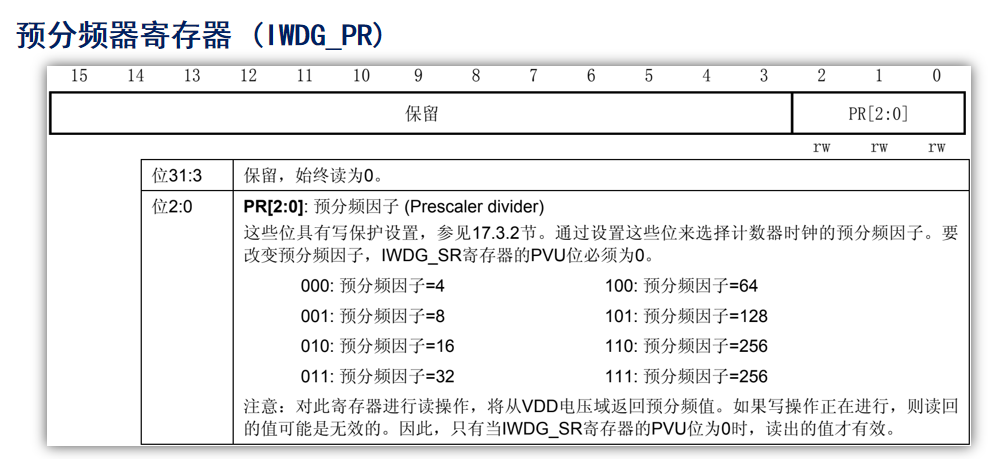 预分频器寄存器 (IWDG_PR)
15 14 13 12 11 10 9 8 7 6 5 4 3 2 1 0
保留 PR[2:0]
rw rw rw
位31:3 保留，始终读为0。
位2:0 PR[2:0]: 预分频因子 (Prescaler divider)
这些位具有写保护设置，参见17.3.2节。通过设置这些位来选择计数器时钟的预分频因子。要
改变预分频因子，IWDG_SR寄存器的PVU位必须为0。
000: 预分频因子=4 100: 预分频因子=64
001: 预分频因子=8 101: 预分频因子=128
010: 预分频因子=16 110: 预分频因子=256
011: 预分频因子=32 111: 预分频因子=256
注意：对此寄存器进行读操作，将从VDD电压域返回预分频值。如果写操作正在进行，则读回
的值可能是无效的。因此，只有当IWDG_SR寄存器的PVU位为0时，读出的值才有效。